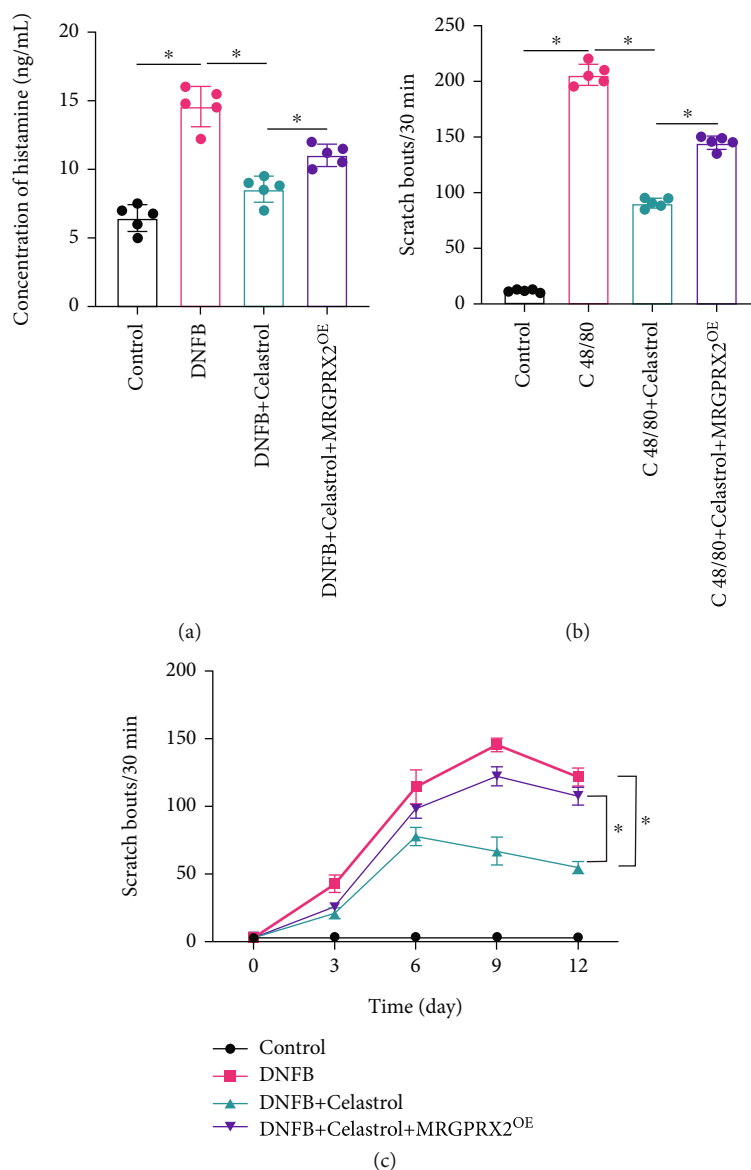 Concentration of histamine (ng/mL)
20
15
10
5
0
*
*
*
Control
DNFB
DNFB+Celastrol
DNFB+Celastrol+MRGPRX2^OE
(a)
Scratch bouts/30 min
250
200
150
100
50
0
*
*
*
Control
C 48/80
C 48/80+Celastrol
C 48/80+Celastrol+MRGPRX2^OE
(b)
Scratch bouts/30 min
200
150
100
50
0
*
*
0 3 6 9 12
Time (day)
Control
DNFB
DNFB+Celastrol
DNFB+Celastrol+MRGPRX2^OE
(c)